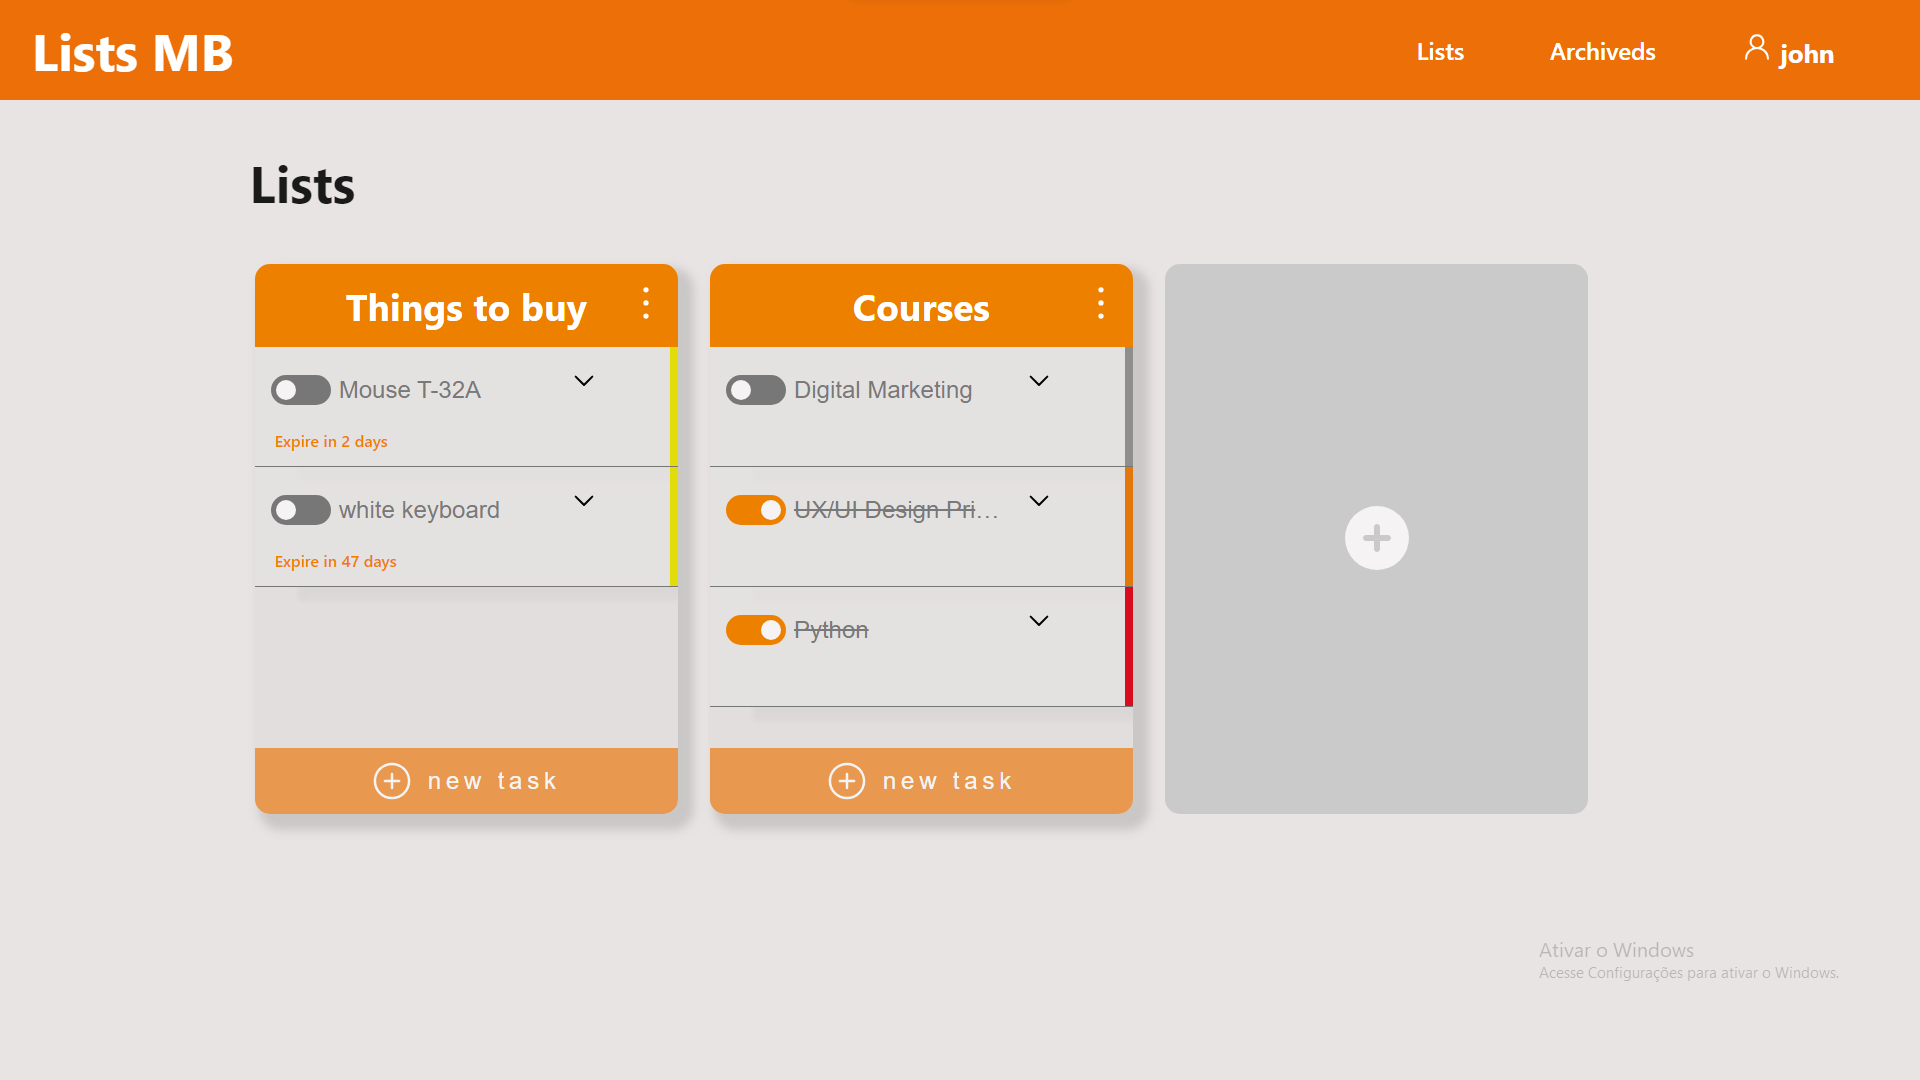 Lists MB
Lists
Archiveds
john
Lists
Things to buy
Mouse T-32A
Expire in 2 days
white keyboard
Expire in 47 days
new task
Courses
Digital Marketing
UX/UI Design Pri...
Python
new task
Ativar o Windows
Acesse Configurações para ativar o Windows.